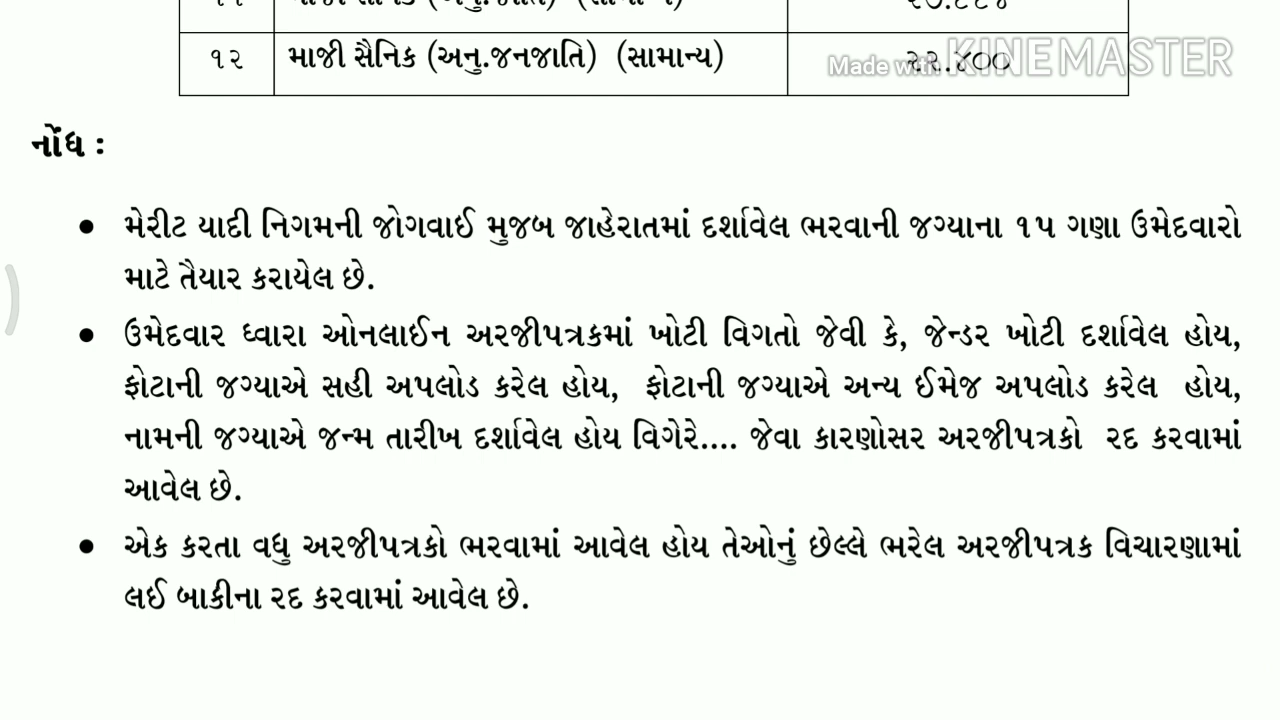 ૧૨ માજી સૈનિક (અનુ.જનજાતિ) (સામાન્ય) ૨૨.૪૦૦
Made with KINEMASTER
નોંધ :
• મેરીટ યાદી નિગમની જોગવાઈ મુજબ જાહેરાતમાં દર્શાવેલ ભરવાની જગ્યાના ૧૫ ગણા ઉમેદવારો
માટે તૈયાર કરાયેલ છે.
• ઉમેદવાર ધ્વારા ઓનલાઈન અરજીપત્રકમાં ખોટી વિગતો જેવી કે, જેન્ડર ખોટી દર્શાવેલ હોય,
ફોટાની જગ્યાએ સહી અપલોડ કરેલ હોય, ફોટાની જગ્યાએ અન્ય ઈમેજ અપલોડ કરેલ હોય,
નામની જગ્યાએ જન્મ તારીખ દર્શાવેલ હોય વિગેરે.... જેવા કારણોસર અરજીપત્રકો રદ કરવામાં
આવેલ છે.
• એક કરતા વધુ અરજીપત્રકો ભરવામાં આવેલ હોય તેઓનું છેલ્લે ભરેલ અરજીપત્રક વિચારણામાં
લઈ બાકીના રદ કરવામાં આવેલ છે.